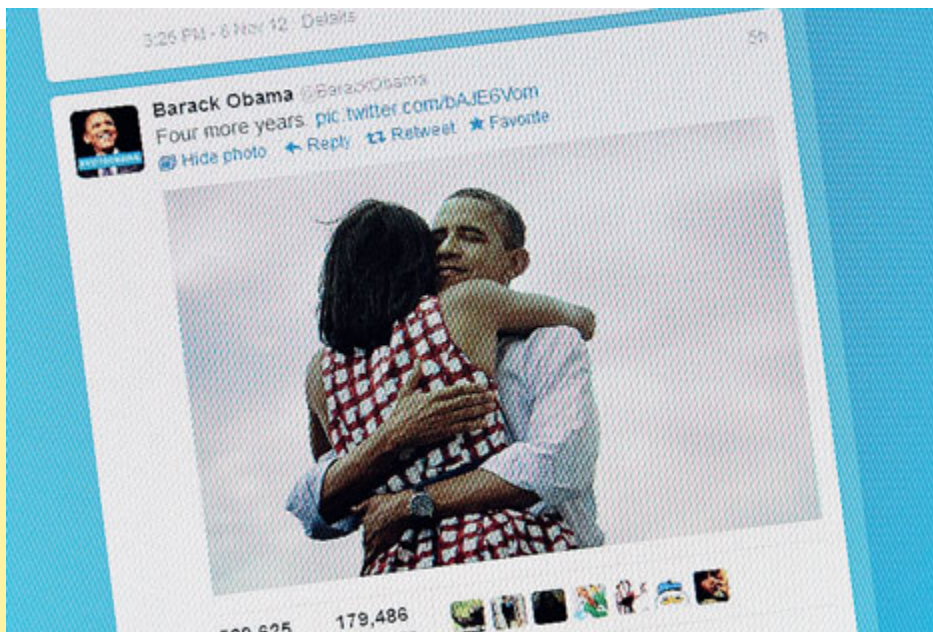 3:25 PM - 6 Nov 12 Details
5h
Barack Obama @BarackObama
Four more years. pic.twitter.com/bAJE6Vom
Hide photo Reply Retweet Favorite
179,486